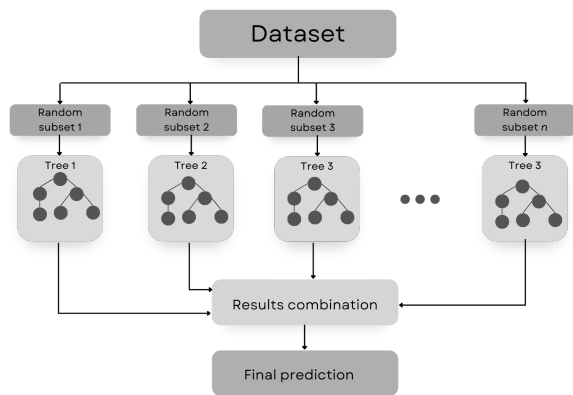 Dataset
Random
subset 1
Random
subset 2
Random
subset 3
Random
subset n
Tree 1
Tree 2
Tree 3
Tree 3
Results combination
Final prediction